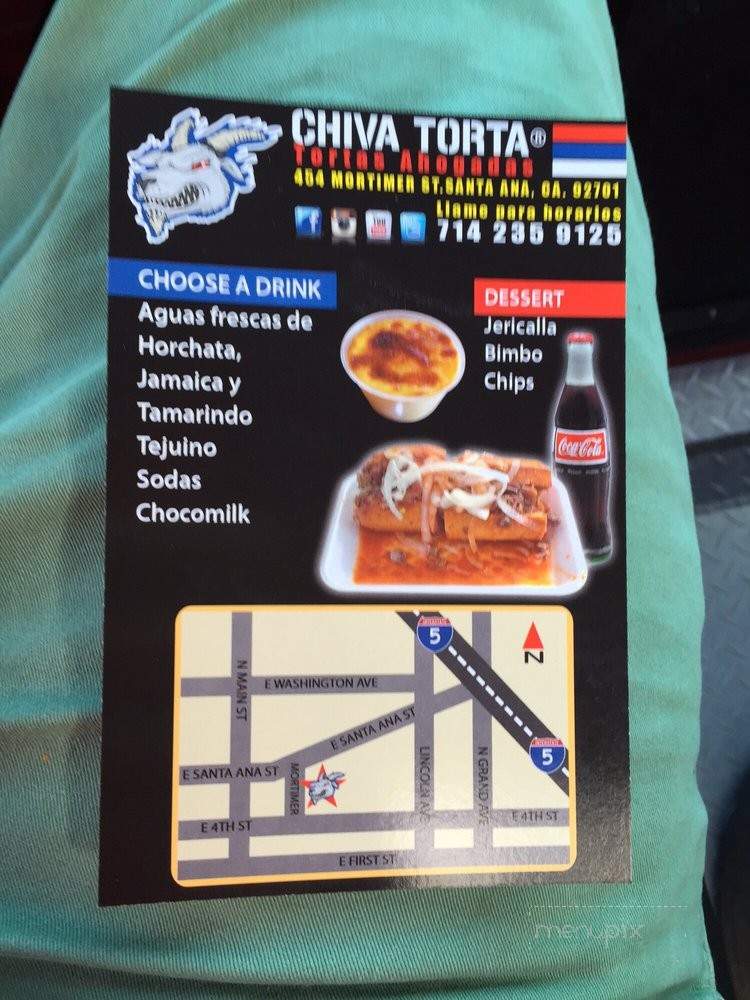 CHIVA TORTA®
Tortas Ahogadas
454 MORTIMER ST. SANTA ANA, CA, 92701
Llame para horarios
714 235 9125
CHOOSE A DRINK
Aguas frescas de
Horchata,
Jamaica y
Tamarindo
Tejuino
Sodas
Chocomilk
DESSERT
Jericalla
Bimbo
Chips
Coca-Cola
INTERSTATE
5
N
N MAIN ST
E WASHINGTON AVE
E SANTA ANA ST
INTERSTATE
5
E SANTA ANA ST
MORTIMER
LINCOLN AVE
N GRAND AVE
E 4TH ST
E 4TH ST
E FIRST ST
menupix